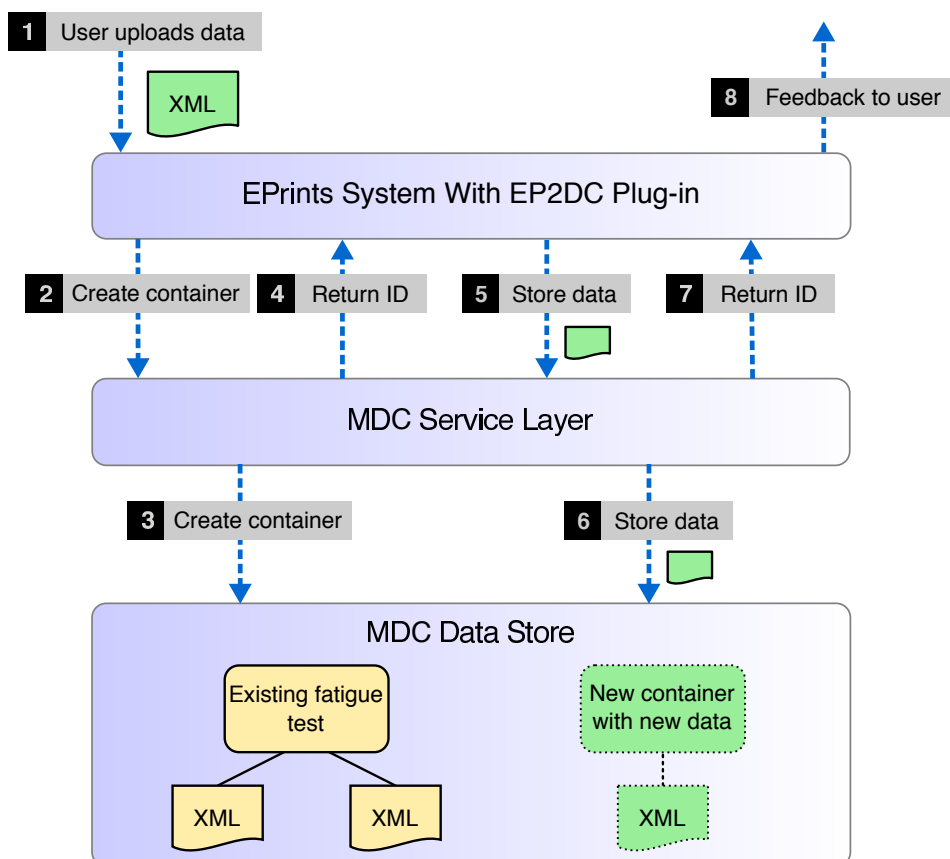 1 User uploads data
XML
8 Feedback to user
EPrints System With EP2DC Plug-in
2 Create container
4 Return ID
5 Store data
7 Return ID
MDC Service Layer
3 Create container
6 Store data
MDC Data Store
Existing fatigue
test
New container
with new data
XML
XML
XML